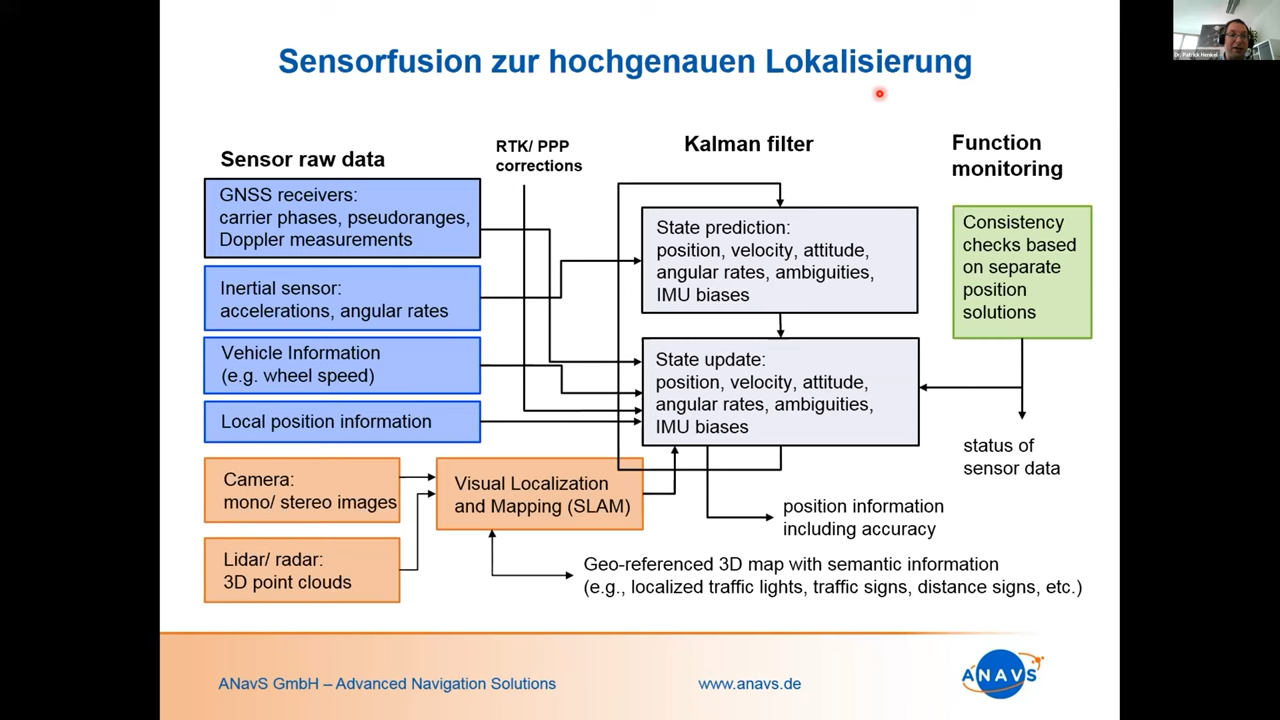 Sensorfusion zur hochgenauen Lokalisierung
Dr. Patrick Henkel
Sensor raw data
GNSS receivers:
carrier phases, pseudoranges,
Doppler measurements
Inertial sensor:
accelerations, angular rates
Vehicle Information
(e.g. wheel speed)
Local position information
Camera:
mono/ stereo images
Lidar/ radar:
3D point clouds
RTK/ PPP
corrections
Visual Localization
and Mapping (SLAM)
Kalman filter
State prediction:
position, velocity, attitude,
angular rates, ambiguities,
IMU biases
State update:
position, velocity, attitude,
angular rates, ambiguities,
IMU biases
position information
including accuracy
Geo-referenced 3D map with semantic information
(e.g., localized traffic lights, traffic signs, distance signs, etc.)
Function
monitoring
Consistency
checks based
on separate
position
solutions
status of
sensor data
ANavS GmbH – Advanced Navigation Solutions
www.anavs.de
ANAVS